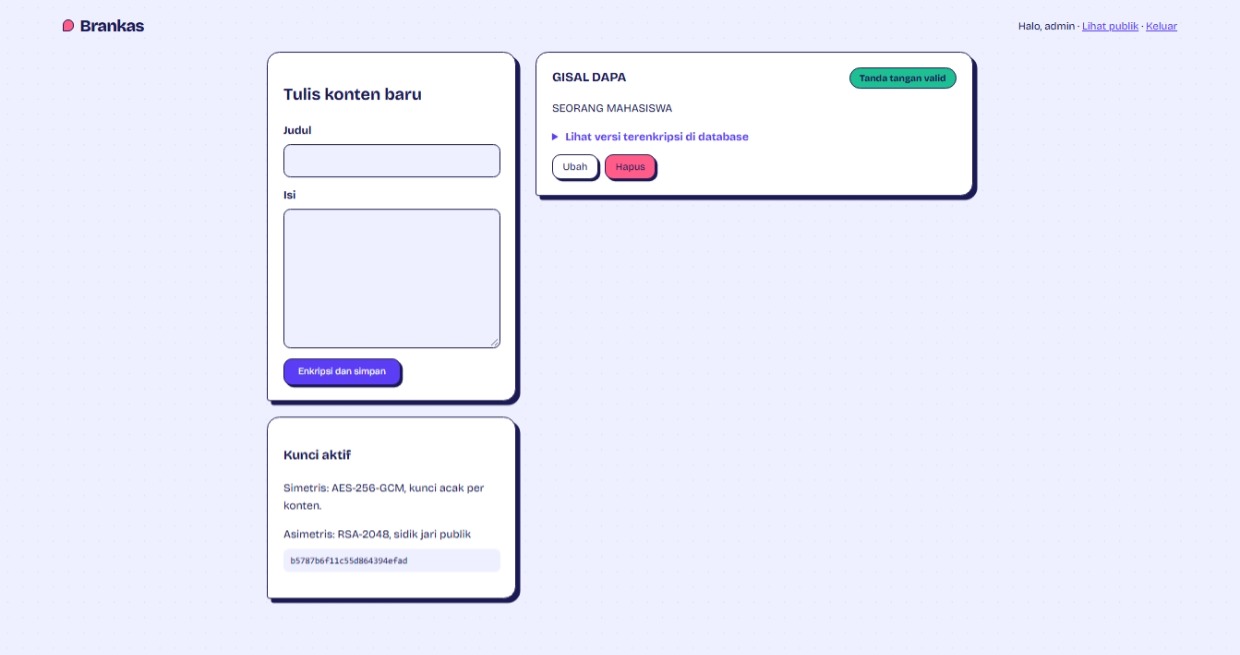 Brankas
Halo, admin · Lihat publik · Keluar
Tulis konten baru
Judul
Isi
Enkripsi dan simpan
Kunci aktif
Simetris: AES-256-GCM, kunci acak per
konten.
Asimetris: RSA-2048, sidik jari publik
b5787b6f11c55d864394efad
GISAL DAPA
Tanda tangan valid
SEORANG MAHASISWA
Lihat versi terenkripsi di database
Ubah
Hapus